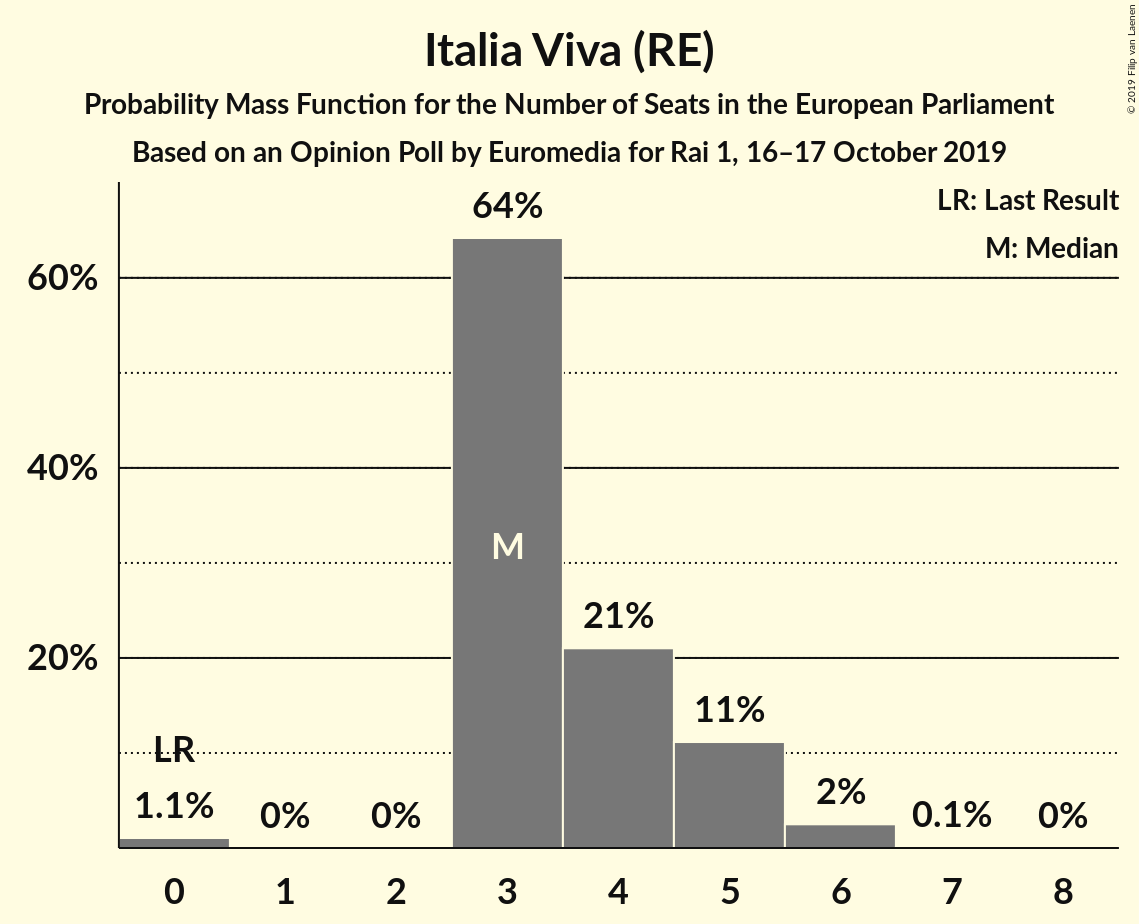 Italia Viva (RE)
Probability Mass Function for the Number of Seats in the European Parliament
Based on an Opinion Poll by Euromedia for Rai 1, 16–17 October 2019
© 2019 Filip van Laenen
LR: Last Result
M: Median
64%
60%
40%
M
21%
20%
11%
LR
1.1%
0%
0%
2%
0.1%
0%
0 1 2 3 4 5 6 7 8